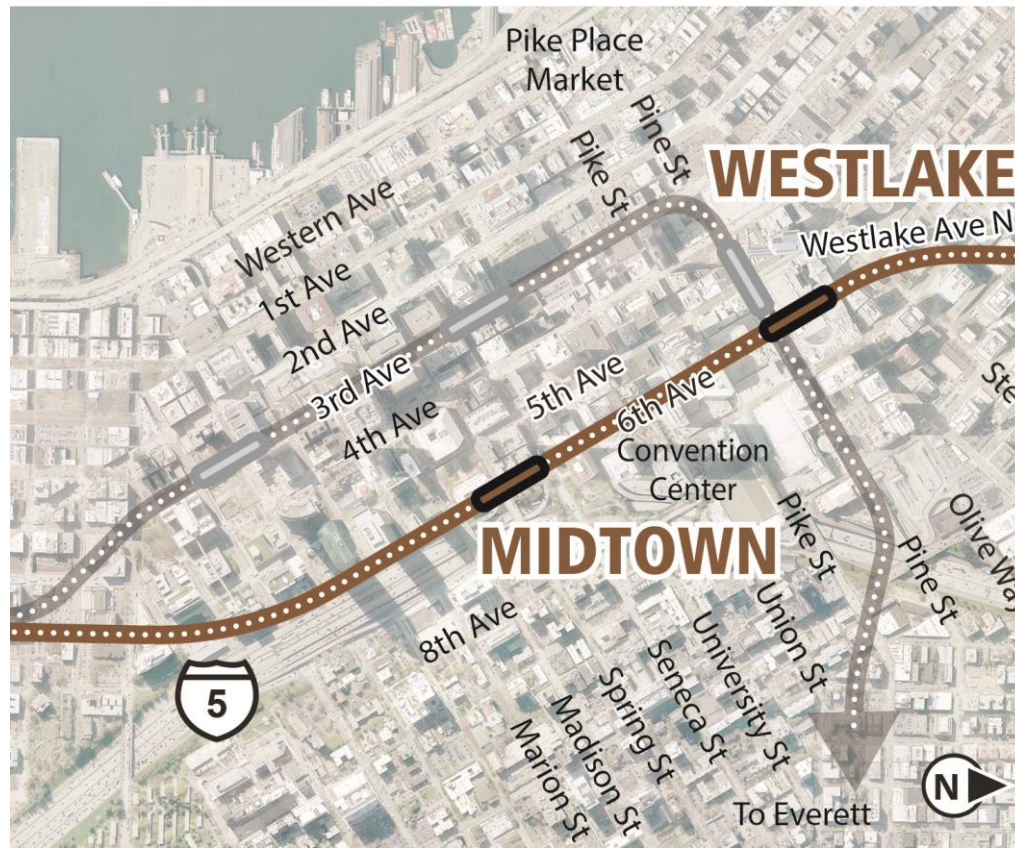 Pike Place
Market
Pine St
Pike St
WESTLAKE
Westlake Ave N
Western Ave
1st Ave
2nd Ave
3rd Ave
4th Ave
5th Ave
6th Ave
Convention
Center
MIDTOWN
Ste
Olive Way
Pike St
Pine St
Union St
University St
Seneca St
Spring St
Madison St
Marion St
8th Ave
5
To Everett
N